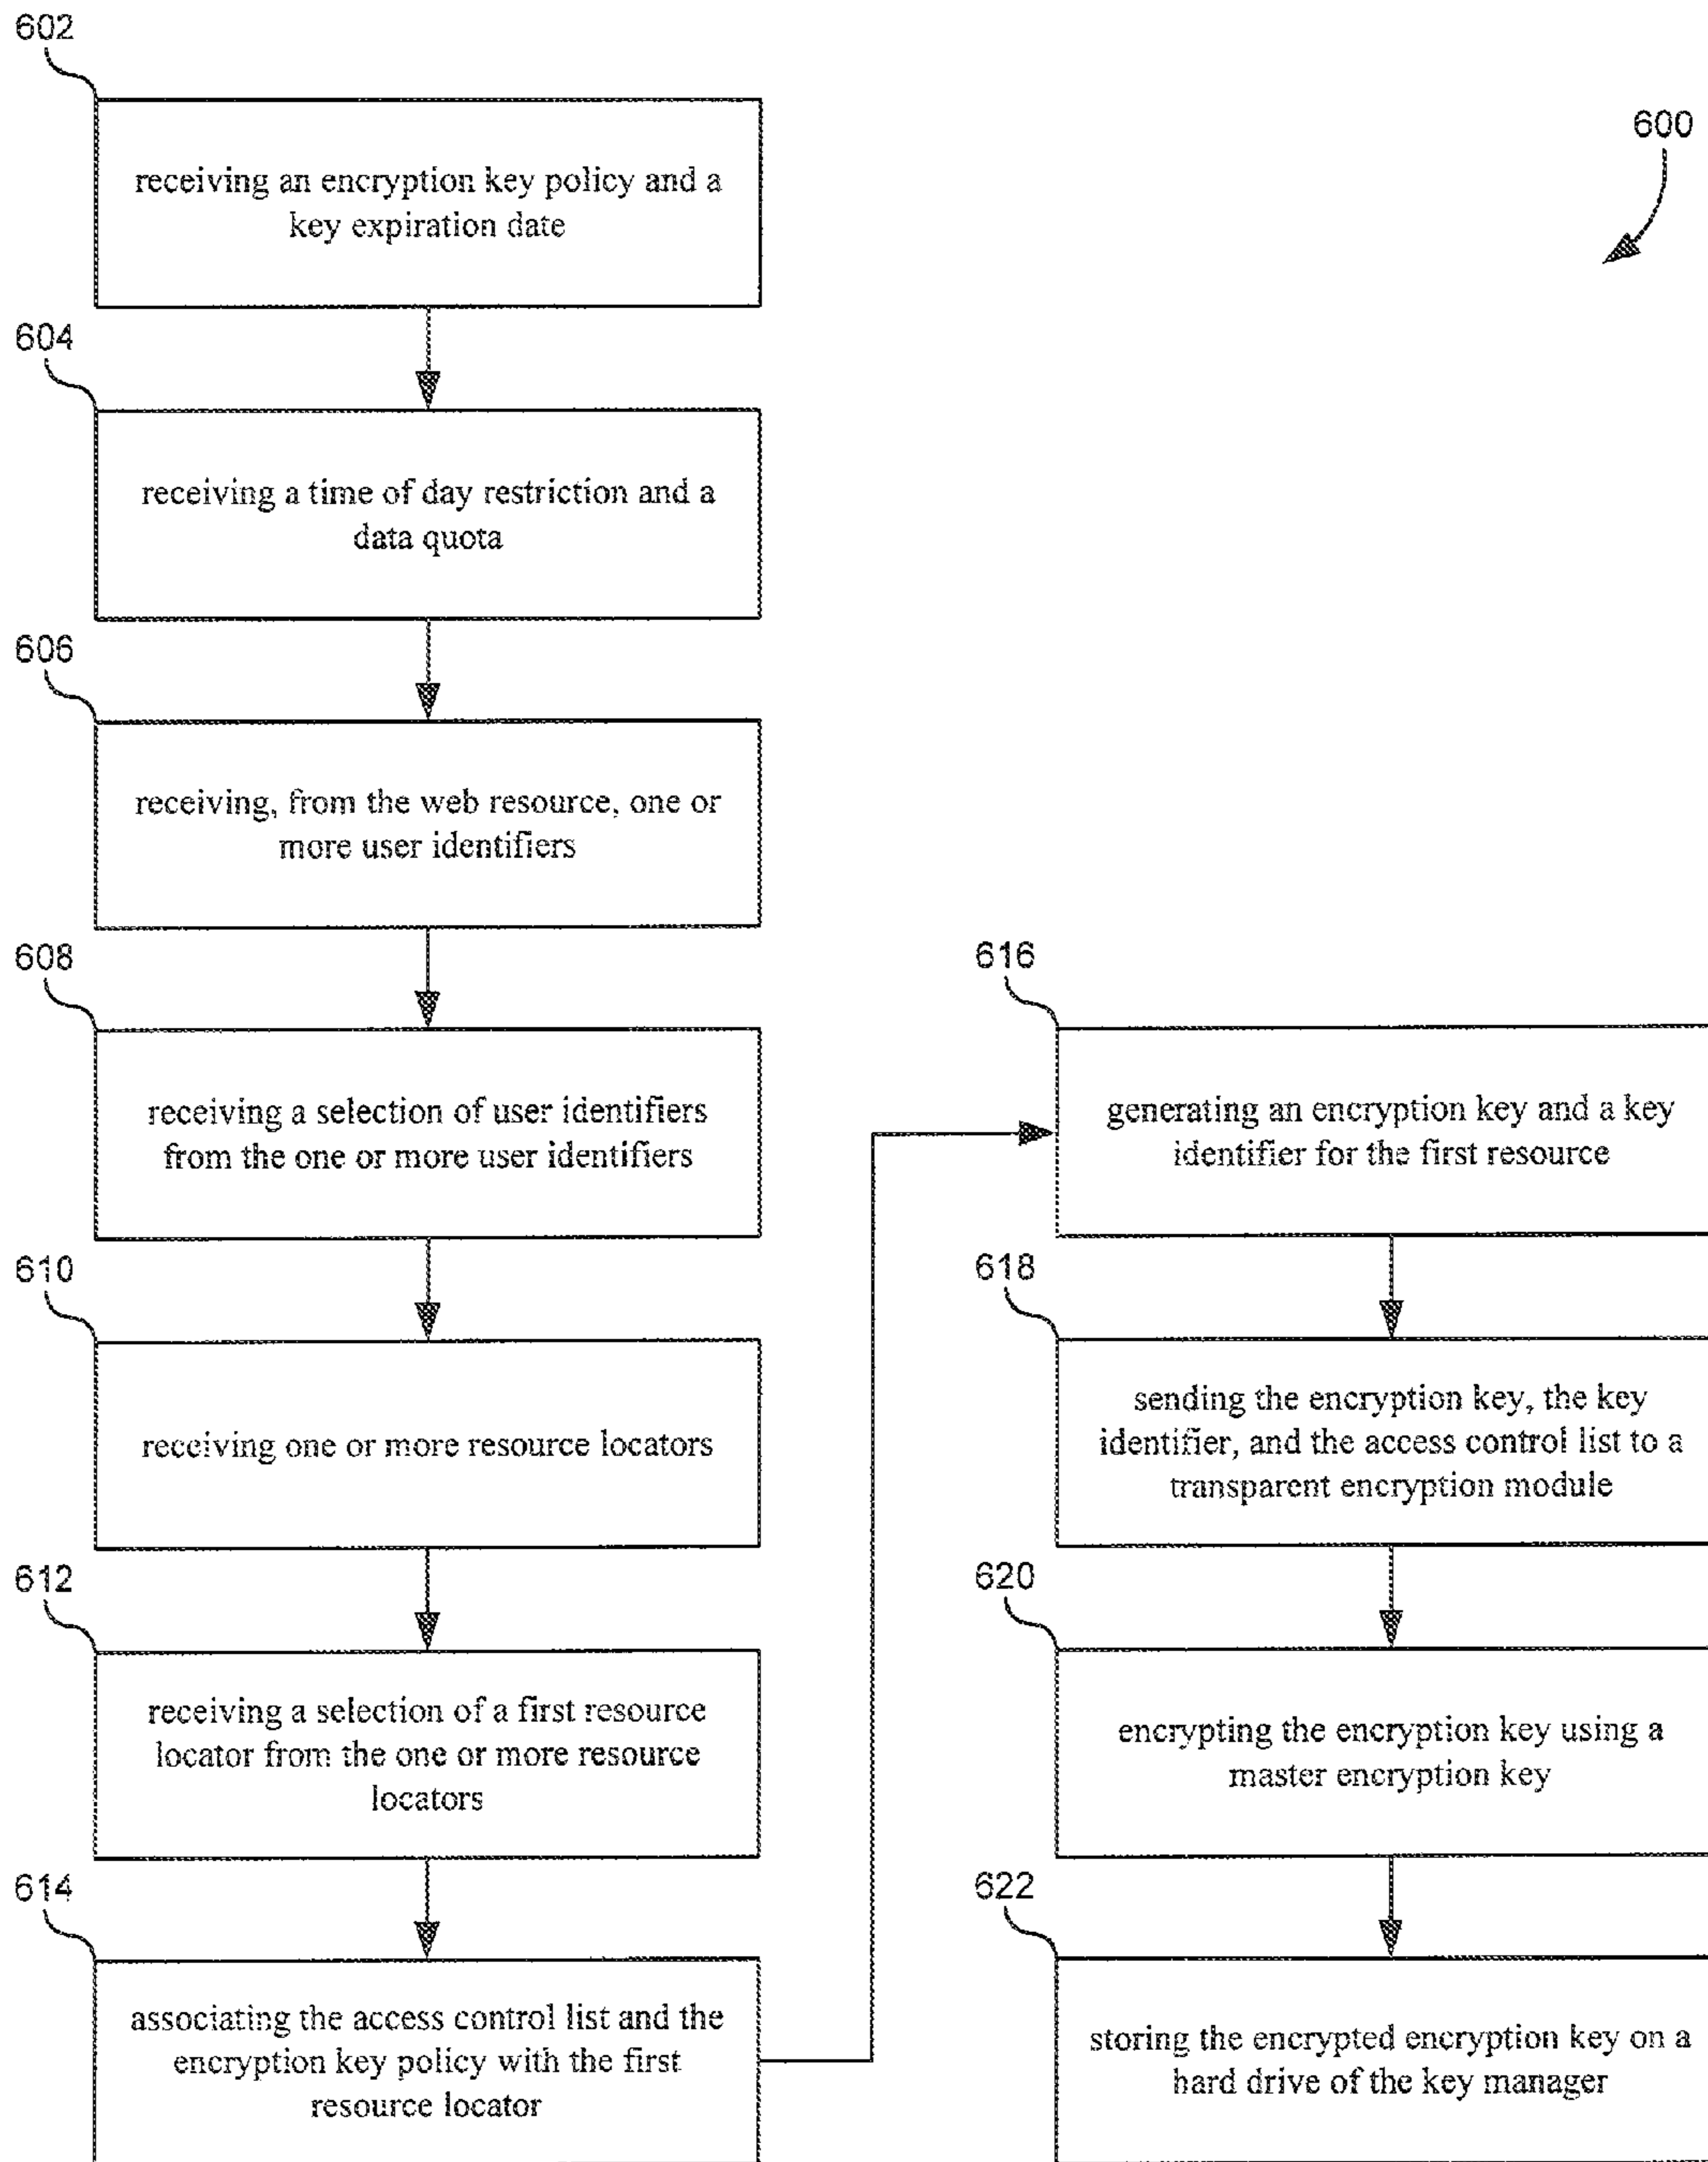 602
receiving an encryption key policy and a
key expiration date
600
604
receiving a time of day restriction and a
data quota
606
receiving, from the web resource, one or
more user identifiers
608
receiving a selection of user identifiers
from the one or more user identifiers
610
receiving one or more resource locators
612
receiving a selection of a first resource
locator from the one or more resource
locators
614
associating the access control list and the
encryption key policy with the first
resource locator
616
generating an encryption key and a key
identifier for the first resource
618
sending the encryption key, the key
identifier, and the access control list to a
transparent encryption module
620
encrypting the encryption key using a
master encryption key
622
storing the encrypted encryption key on a
hard drive of the key manager